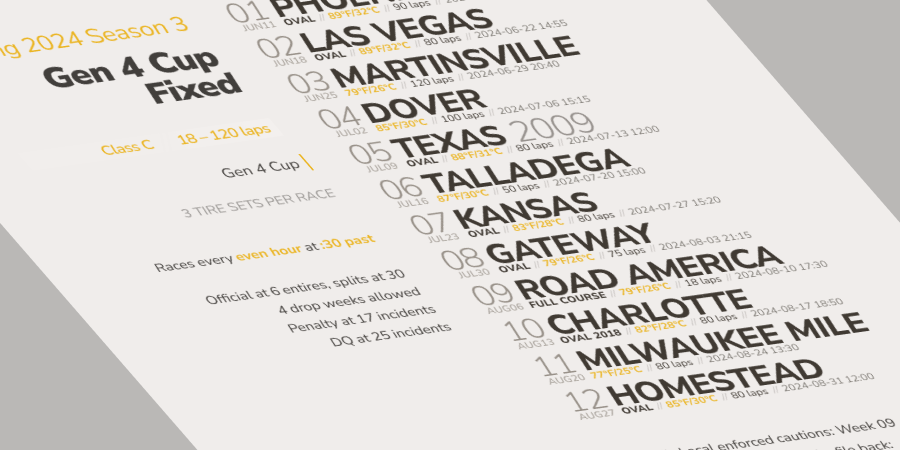 ng 2024 Season 3
Gen 4 Cup
Fixed
Class C 18 – 120 laps
Gen 4 Cup
3 TIRE SETS PER RACE
Races every even hour at :30 past
Official at 6 entires, splits at 30
4 drop weeks allowed
Penalty at 17 incidents
DQ at 25 incidents
01
JUN11 OVAL // 89°F/32°C // 90 laps //
02 LAS VEGAS
JUN18 OVAL // 89°F/32°C // 80 laps // 2024-06-22 14:55
03 MARTINSVILLE
JUN25 79°F/26°C // 120 laps // 2024-06-29 20:40
04 DOVER
JUL02 85°F/30°C // 100 laps // 2024-07-06 15:15
05 TEXAS 2009
JUL09 OVAL // 88°F/31°C // 80 laps // 2024-07-13 12:00
06 TALLADEGA
JUL16 87°F/30°C // 50 laps // 2024-07-20 15:00
07 KANSAS
JUL23 OVAL // 83°F/28°C // 80 laps // 2024-07-27 15:20
08 GATEWAY
JUL30 OVAL // 79°F/26°C // 75 laps // 2024-08-03 21:15
09 ROAD AMERICA
AUG06 FULL COURSE // 79°F/26°C // 18 laps // 2024-08-10 17:30
10 CHARLOTTE
AUG13 OVAL 2018 // 82°F/28°C // 80 laps // 2024-08-17 18:50
11 MILWAUKEE MILE
AUG20 77°F/25°C // 80 laps // 2024-08-24 13:30
12 HOMESTEAD
AUG27 OVAL // 85°F/30°C // 80 laps // 2024-08-31 12:00
cal enforced cautions: Week 09
file back: